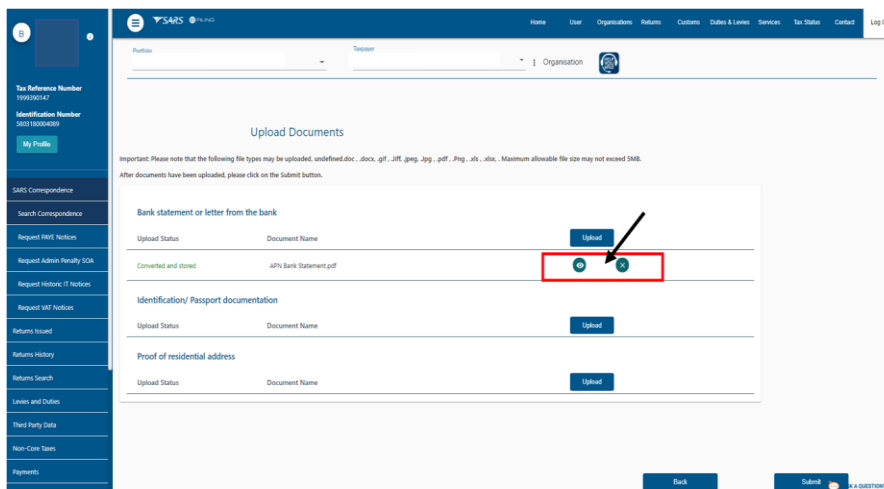 B
SARS eFILING
Home User Organisations Returns Customs Duties & Levies Services Tax Status Contact Log
Portfolio
Taxpayer
Organisation
Tax Reference Number
1999390147
Identification Number
5803180004089
My Profile
Upload Documents
Important: Please note that the following file types may be uploaded, undefined.doc , .docx, .gif , .Jiff, .jpeg, .Jpg , .pdf , .Png , .xls , .xlsx, . Maximum allowable file size may not exceed 5MB.
After documents have been uploaded, please click on the Submit button.
SARS Correspondence
Search Correspondence
Request PAYE Notices
Request Admin Penalty SOA
Request Historic IT Notices
Request VAT Notices
Returns Issued
Returns History
Returns Search
Levies and Duties
Third Party Data
Non-Core Taxes
Payments
Bank statement or letter from the bank
Upload Status Document Name Upload
Converted and stored APN Bank Statement.pdf
Identification/ Passport documentation
Upload Status Document Name Upload
Proof of residential address
Upload Status Document Name Upload
Back Submit
A QUESTION